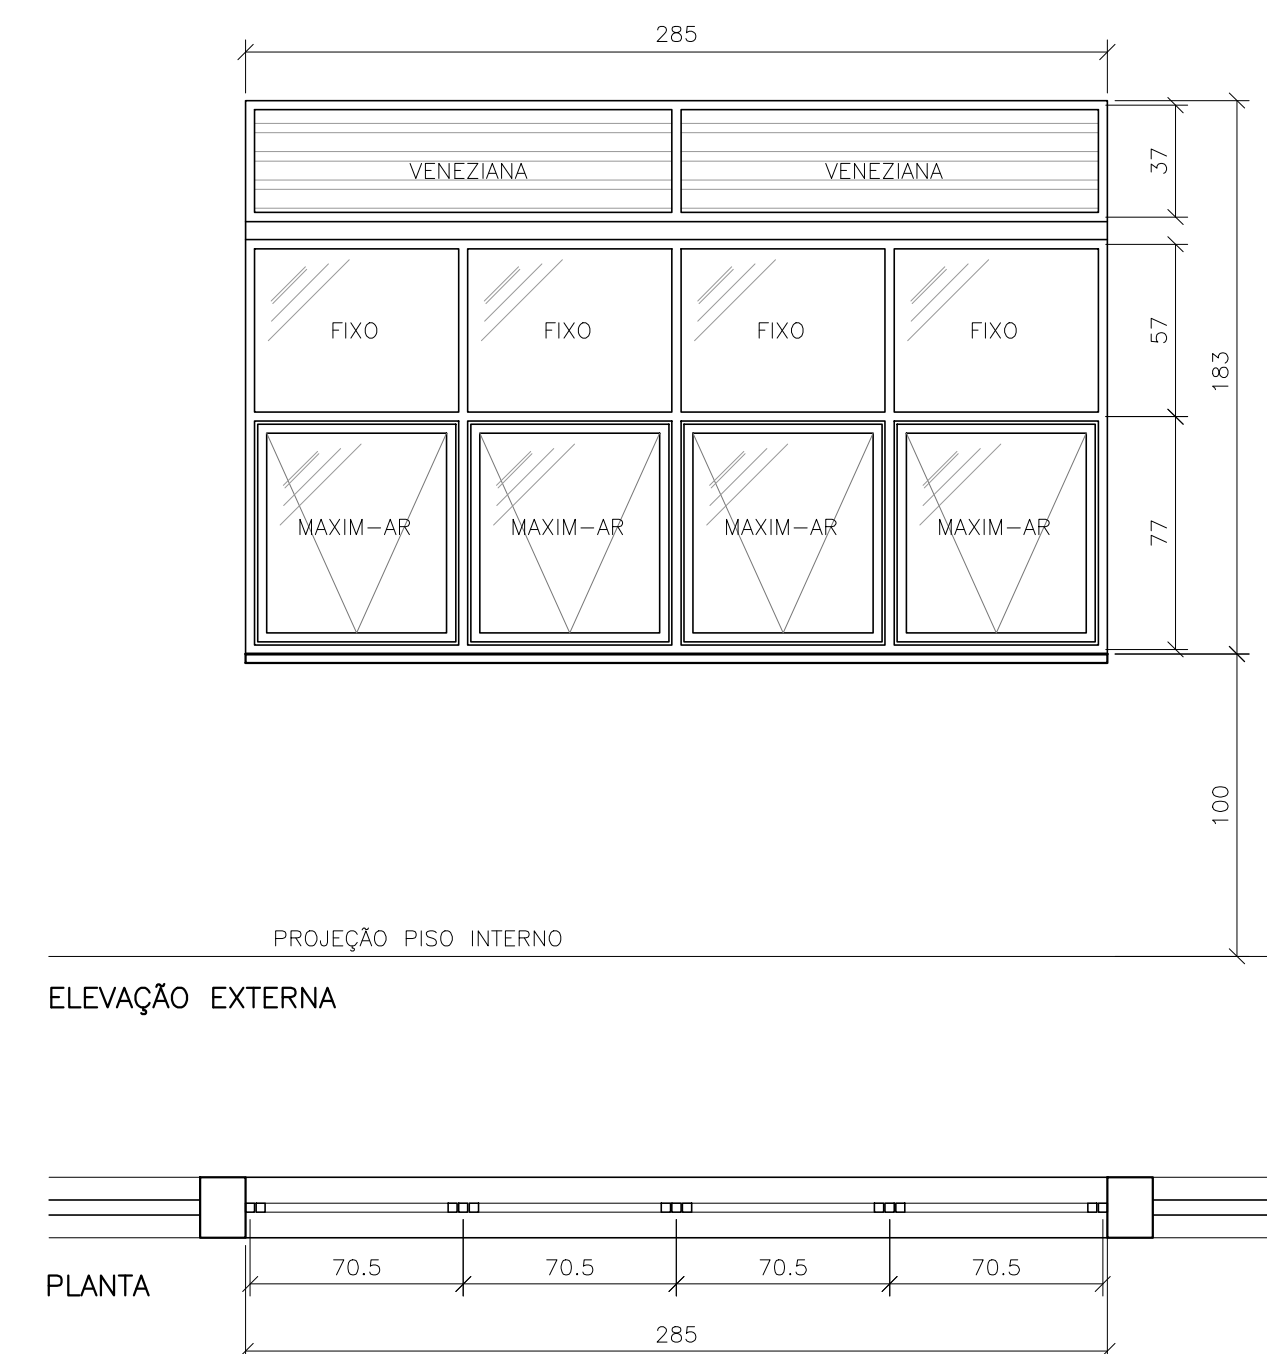 285
VENEZIANA VENEZIANA
37
FIXO FIXO FIXO FIXO
57
183
MAXIM-AR MAXIM-AR MAXIM-AR MAXIM-AR
77
100
PROJEÇÃO PISO INTERNO
ELEVAÇÃO EXTERNA
70.5 70.5 70.5 70.5
PLANTA
285